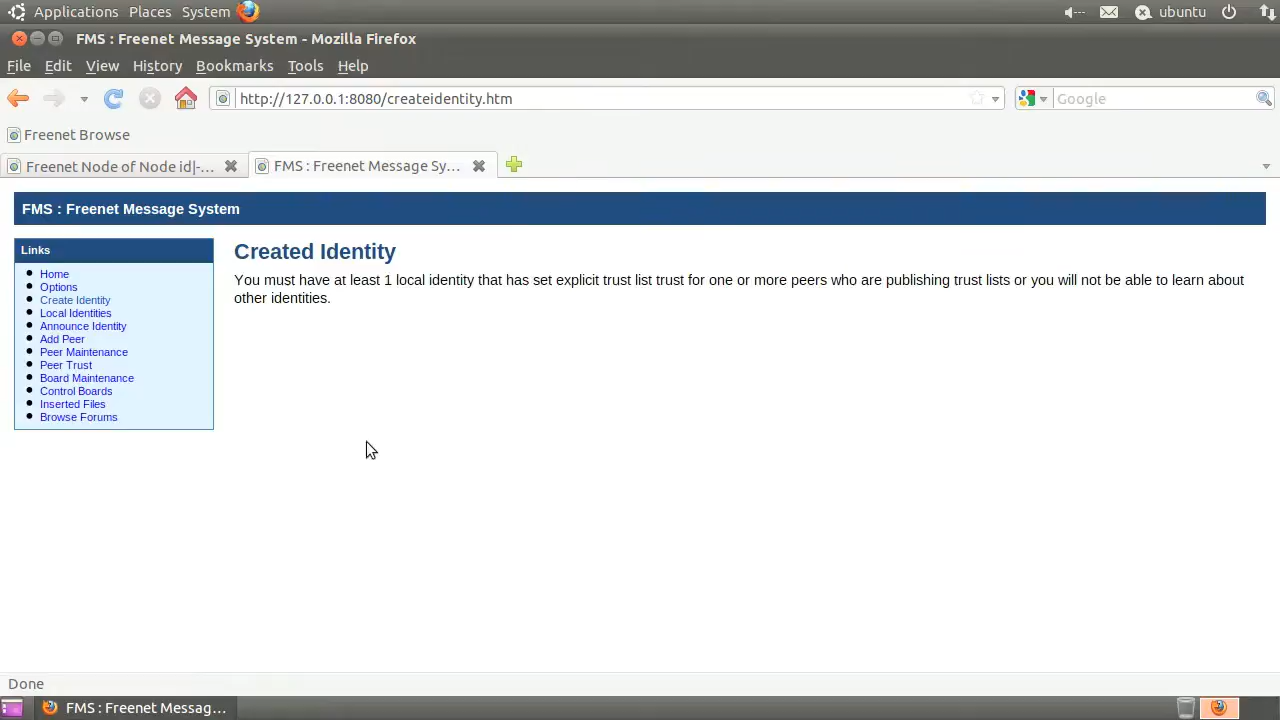 Applications Places System
ubuntu
FMS : Freenet Message System - Mozilla Firefox
File Edit View History Bookmarks Tools Help
http://127.0.0.1:8080/createidentity.htm
Google
Freenet Browse
Freenet Node of Node id|-...
FMS : Freenet Message Sy...
FMS : Freenet Message System
Links
Home
Options
Create Identity
Local Identities
Announce Identity
Add Peer
Peer Maintenance
Peer Trust
Board Maintenance
Control Boards
Inserted Files
Browse Forums
Created Identity
You must have at least 1 local identity that has set explicit trust list trust for one or more peers who are publishing trust lists or you will not be able to learn about
other identities.
Done
FMS : Freenet Messag...